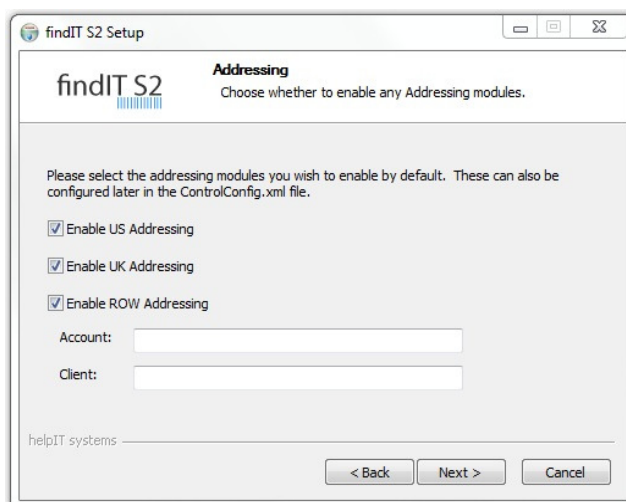 findIT S2 Setup
findIT S2
Addressing
Choose whether to enable any Addressing modules.
Please select the addressing modules you wish to enable by default. These can also be
configured later in the ControlConfig.xml file.
Enable US Addressing
Enable UK Addressing
Enable ROW Addressing
Account:
Client:
helpIT systems
< Back Next > Cancel